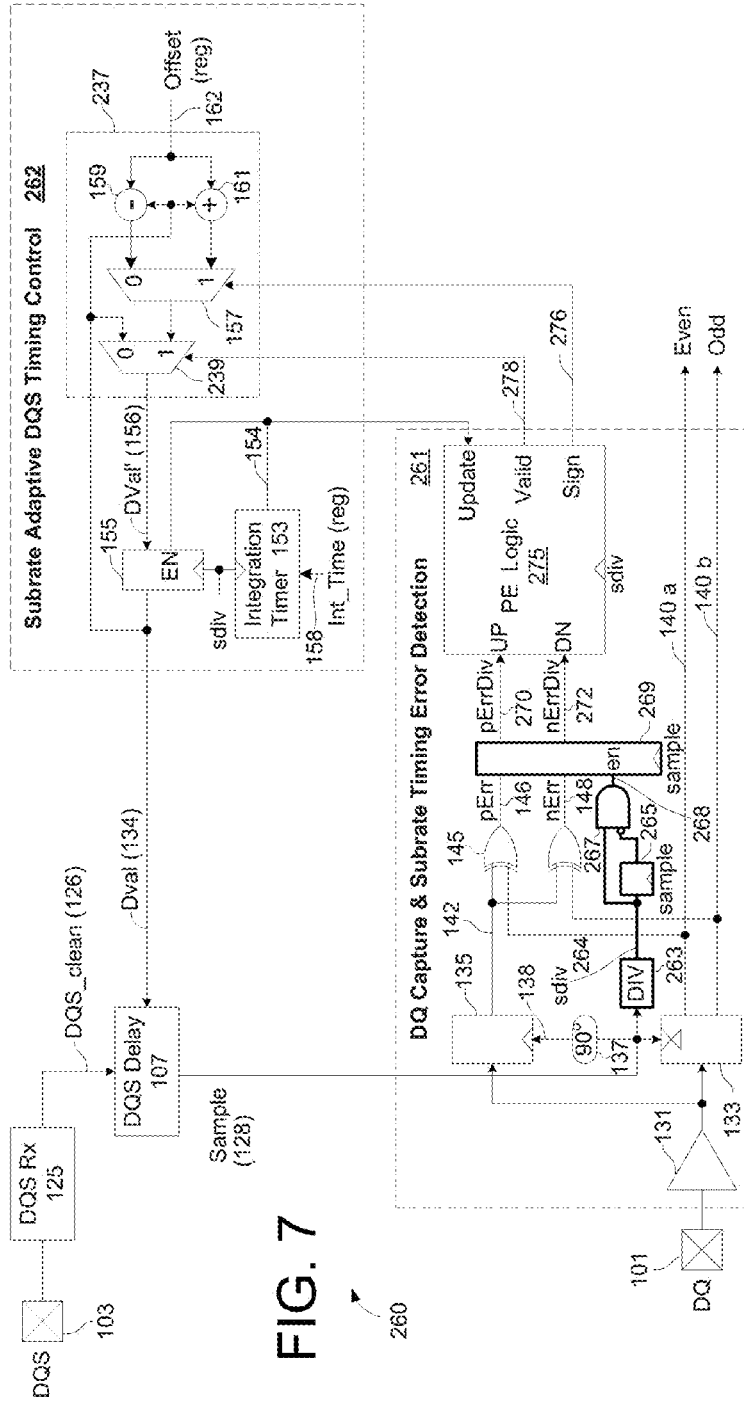 Subrate Adaptive DQS Timing Control 262
237
Offset
(reg)
162
159
-
161
+
0
1
157
0
1
239
DVal' (156)
155
EN
154
sdiv
Integration
Timer 153
158
Int_Time (reg)
278
276
DQS
103
DQS Rx
125
DQS_clean (126)
DQS Delay
107
Dval (134)
Sample
(128)
FIG. 7
260
DQ Capture & Subrate Timing Error Detection 261
Update
Valid
Sign
PE Logic
275
UP
DN
sdiv
pErrDiv
270
nErrDiv
272
269
en
sample
pErr
146
nErr
148
145
267
265
268
sample
142
135
264
sdiv
138
90°
137
DIV
263
131
133
101
DQ
140 a
140 b
Even
Odd